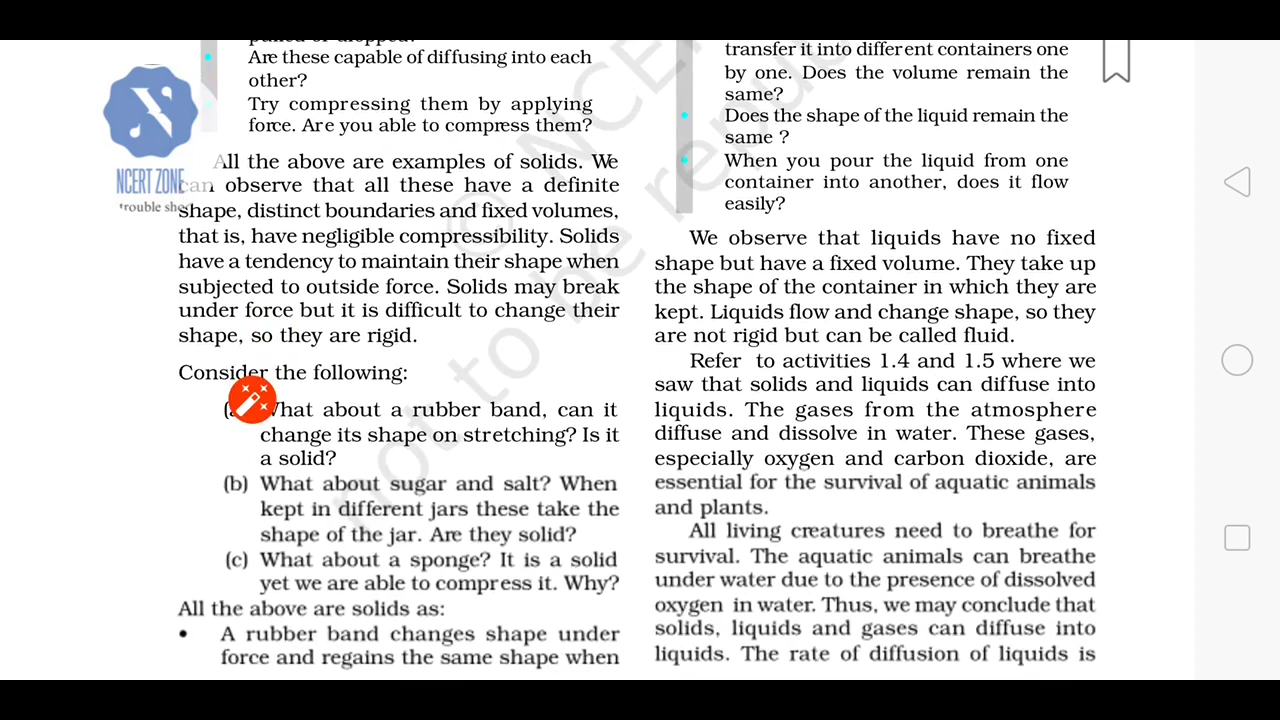 pulled or dropped?
Are these capable of diffusing into each
other?
Try compressing them by applying
force. Are you able to compress them?
All the above are examples of solids. We
can observe that all these have a definite
shape, distinct boundaries and fixed volumes,
that is, have negligible compressibility. Solids
have a tendency to maintain their shape when
subjected to outside force. Solids may break
under force but it is difficult to change their
shape, so they are rigid.
Consider the following:
What about a rubber band, can it
change its shape on stretching? Is it
a solid?
(b) What about sugar and salt? When
kept in different jars these take the
shape of the jar. Are they solid?
(c) What about a sponge? It is a solid
yet we are able to compress it. Why?
All the above are solids as:
• A rubber band changes shape under
force and regains the same shape when
transfer it into different containers one
by one. Does the volume remain the
same?
• Does the shape of the liquid remain the
same ?
• When you pour the liquid from one
container into another, does it flow
easily?
We observe that liquids have no fixed
shape but have a fixed volume. They take up
the shape of the container in which they are
kept. Liquids flow and change shape, so they
are not rigid but can be called fluid.
Refer to activities 1.4 and 1.5 where we
saw that solids and liquids can diffuse into
liquids. The gases from the atmosphere
diffuse and dissolve in water. These gases,
especially oxygen and carbon dioxide, are
essential for the survival of aquatic animals
and plants.
All living creatures need to breathe for
survival. The aquatic animals can breathe
under water due to the presence of dissolved
oxygen in water. Thus, we may conclude that
solids, liquids and gases can diffuse into
liquids. The rate of diffusion of liquids is
NCERT ZONE
trouble
not to be